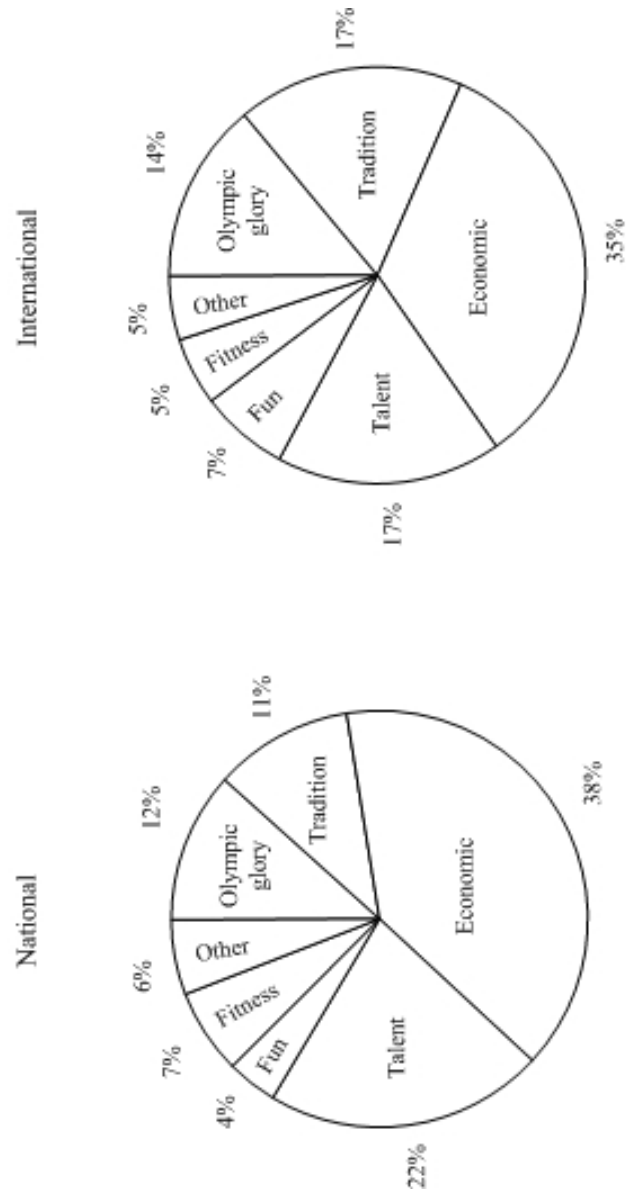 National
12%
Olympic
glory
11%
Tradition
38%
Economic
22%
Talent
4%
Fun
7%
Fitness
6%
Other
International
14%
Olympic
glory
17%
Tradition
35%
Economic
17%
Talent
7%
Fun
5%
Fitness
5%
Other